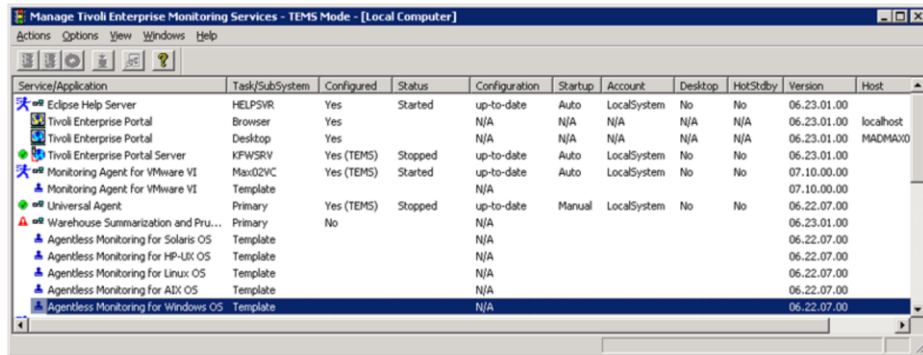 Manage Tivoli Enterprise Monitoring Services - TEMS Mode - [Local Computer]
Actions Options View Windows Help
Service/Application Task/SubSystem Configured Status Configuration Startup Account Desktop HotStdby Version Host
Eclipse Help Server HELPSVR Yes Started up-to-date Auto LocalSystem No No 06.23.01.00
Tivoli Enterprise Portal Browser Yes N/A N/A N/A N/A N/A 06.23.01.00 localhost
Tivoli Enterprise Portal Desktop Yes N/A N/A N/A N/A N/A 06.23.01.00 MADMAX0
Tivoli Enterprise Portal Server KFWSRV Yes (TEMS) Stopped up-to-date Auto LocalSystem No No 06.23.01.00
Monitoring Agent for VMware VI Max02VC Yes (TEMS) Started up-to-date Auto LocalSystem No No 07.10.00.00
Monitoring Agent for VMware VI Template N/A 07.10.00.00
Universal Agent Primary Yes (TEMS) Stopped up-to-date Manual LocalSystem No No 06.22.07.00
Warehouse Summarization and Pru... Primary No N/A 06.23.01.00
Agentless Monitoring for Solaris OS Template N/A 06.22.07.00
Agentless Monitoring for HP-UX OS Template N/A 06.22.07.00
Agentless Monitoring for Linux OS Template N/A 06.22.07.00
Agentless Monitoring for AIX OS Template N/A 06.22.07.00
Agentless Monitoring for Windows OS Template N/A 06.22.07.00